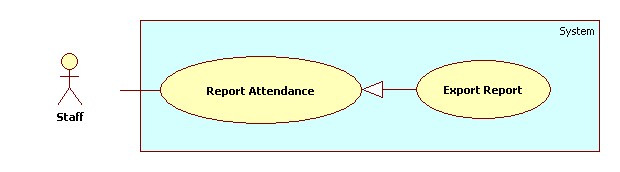 System
Report Attendance
Export Report
Staff